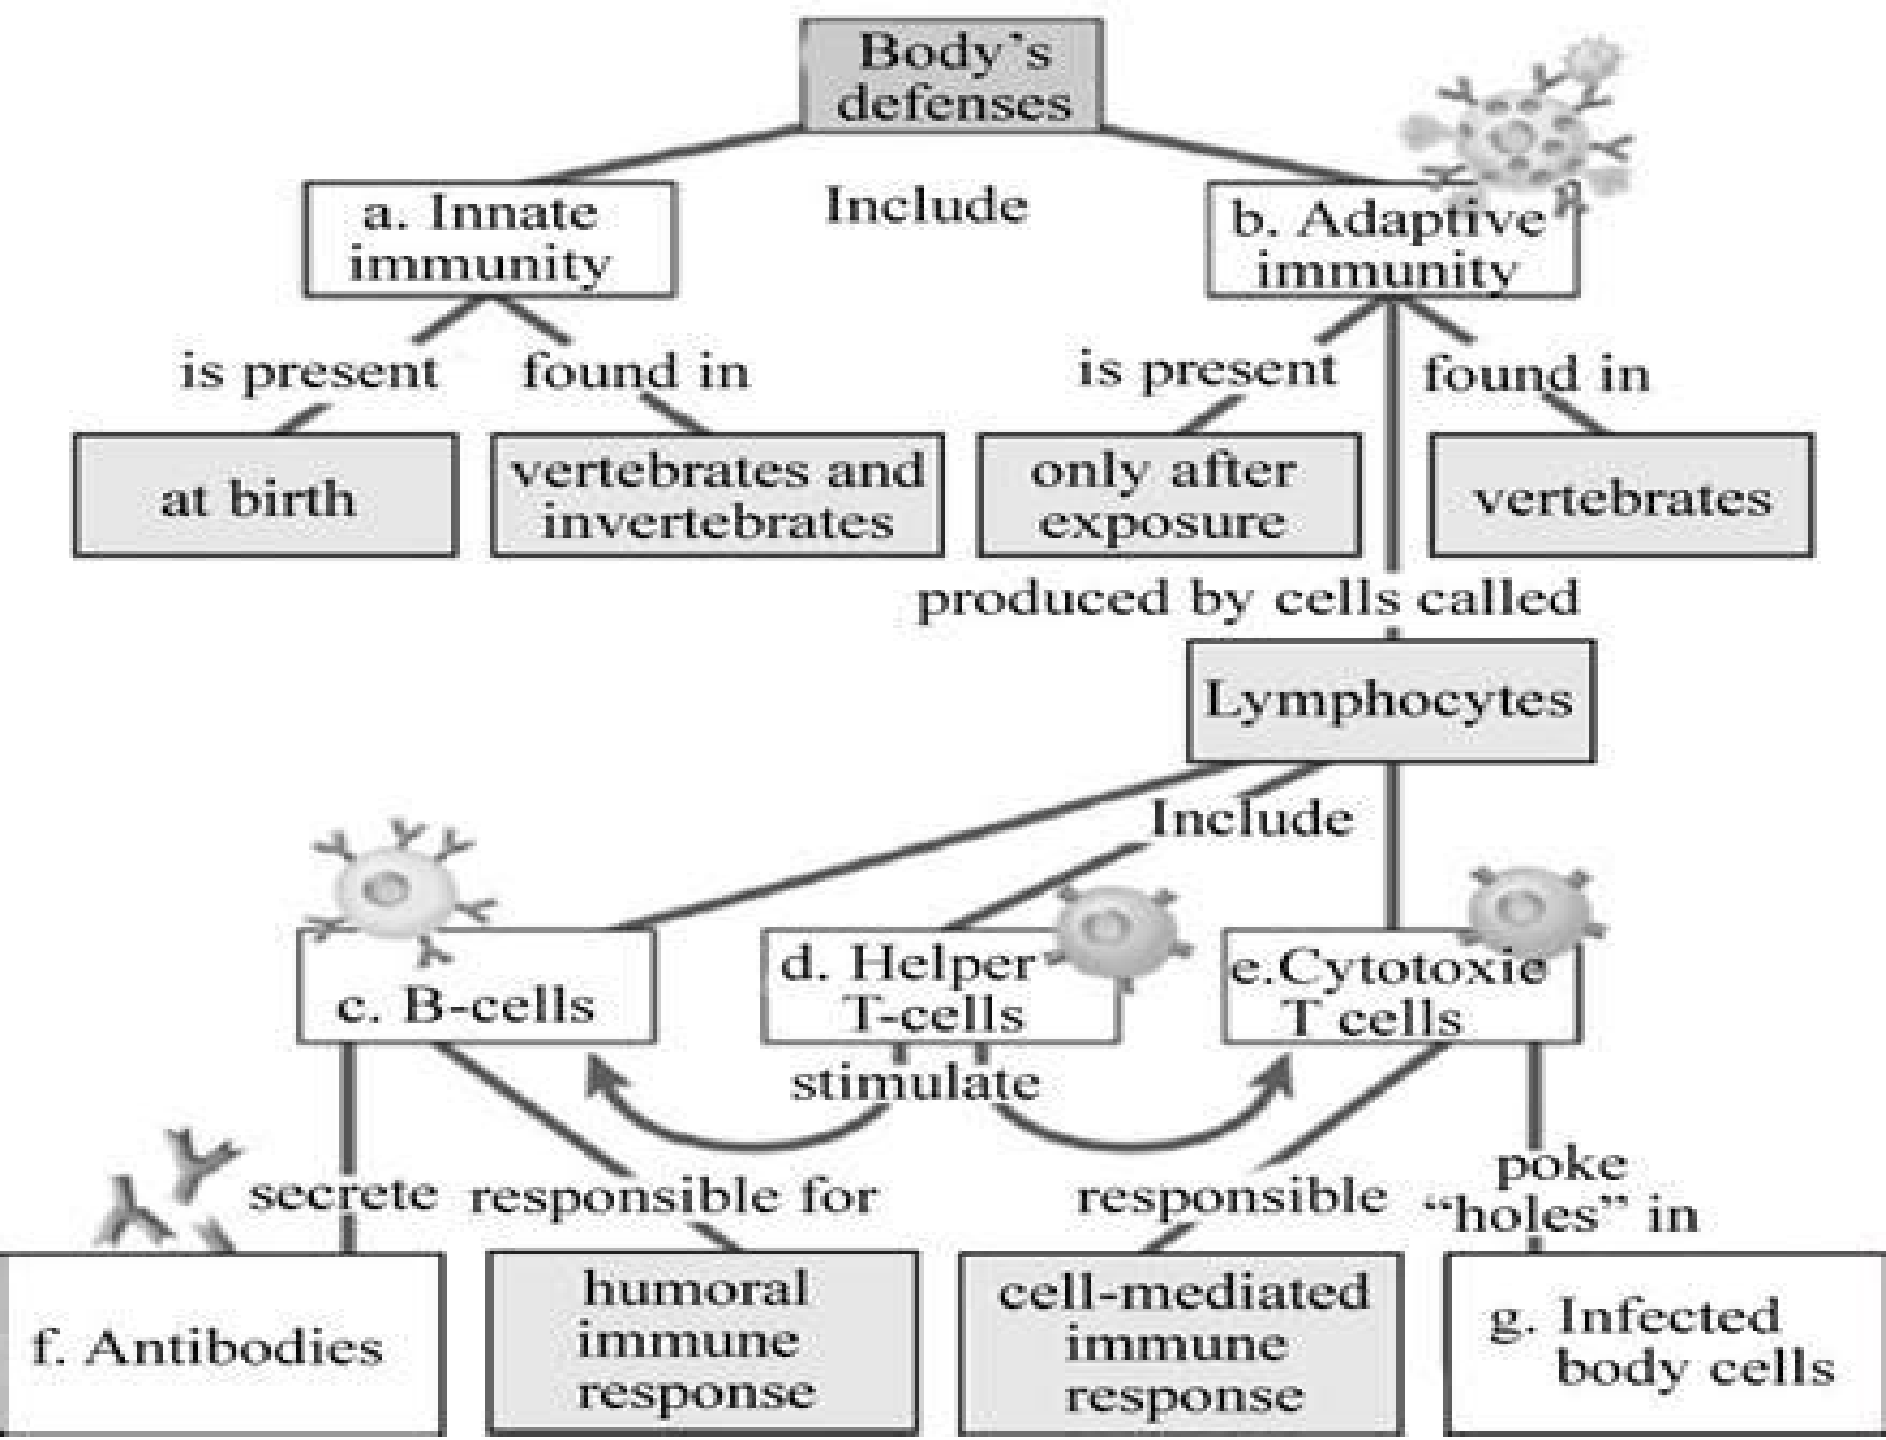 Body's
defenses
a. Innate
immunity
Include
b. Adaptive
immunity
is present
found in
is present
found in
at birth
vertebrates and
invertebrates
only after
exposure
vertebrates
produced by cells called
Lymphocytes
Include
c. B-cells
d. Helper
T-cells
e.Cytotoxie
T cells
stimulate
secrete
responsible for
responsible
poke
“holes” in
f. Antibodies
humoral
immune
response
cell-mediated
immune
response
g. Infected
body cells